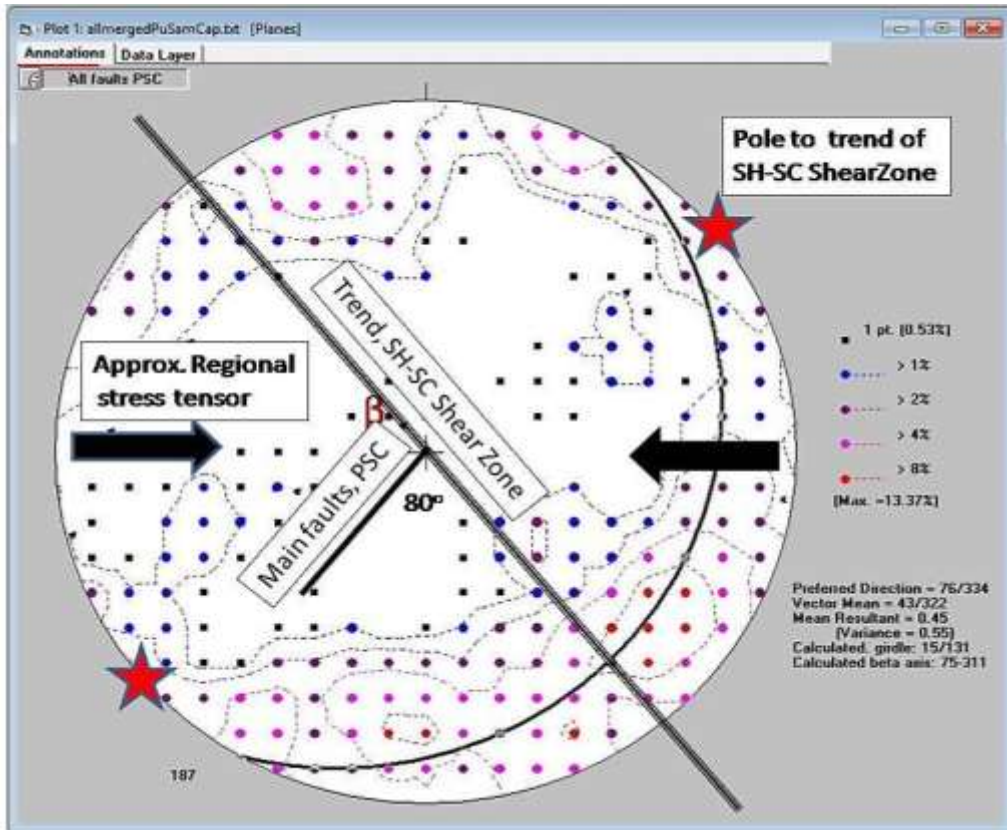 Plot 1: allmergedPuSamCap.txt [Planes]
Annotations Data Layer
All faults PSC
Pole to trend of
SH-SC ShearZone
Approx. Regional
stress tensor
Trend, SH-SC Shear Zone
β
80º
Main faults, PSC
1 pt. (0.53%)
> 1%
> 2%
> 4%
> 8%
(Max. =13.37%)
Preferred Direction = 76/334
Vector Mean = 43/322
Mean Resultant = 0.45
(Variance = 0.55)
Calculated. girdle: 15/131
Calculated beta axis: 75-311
187